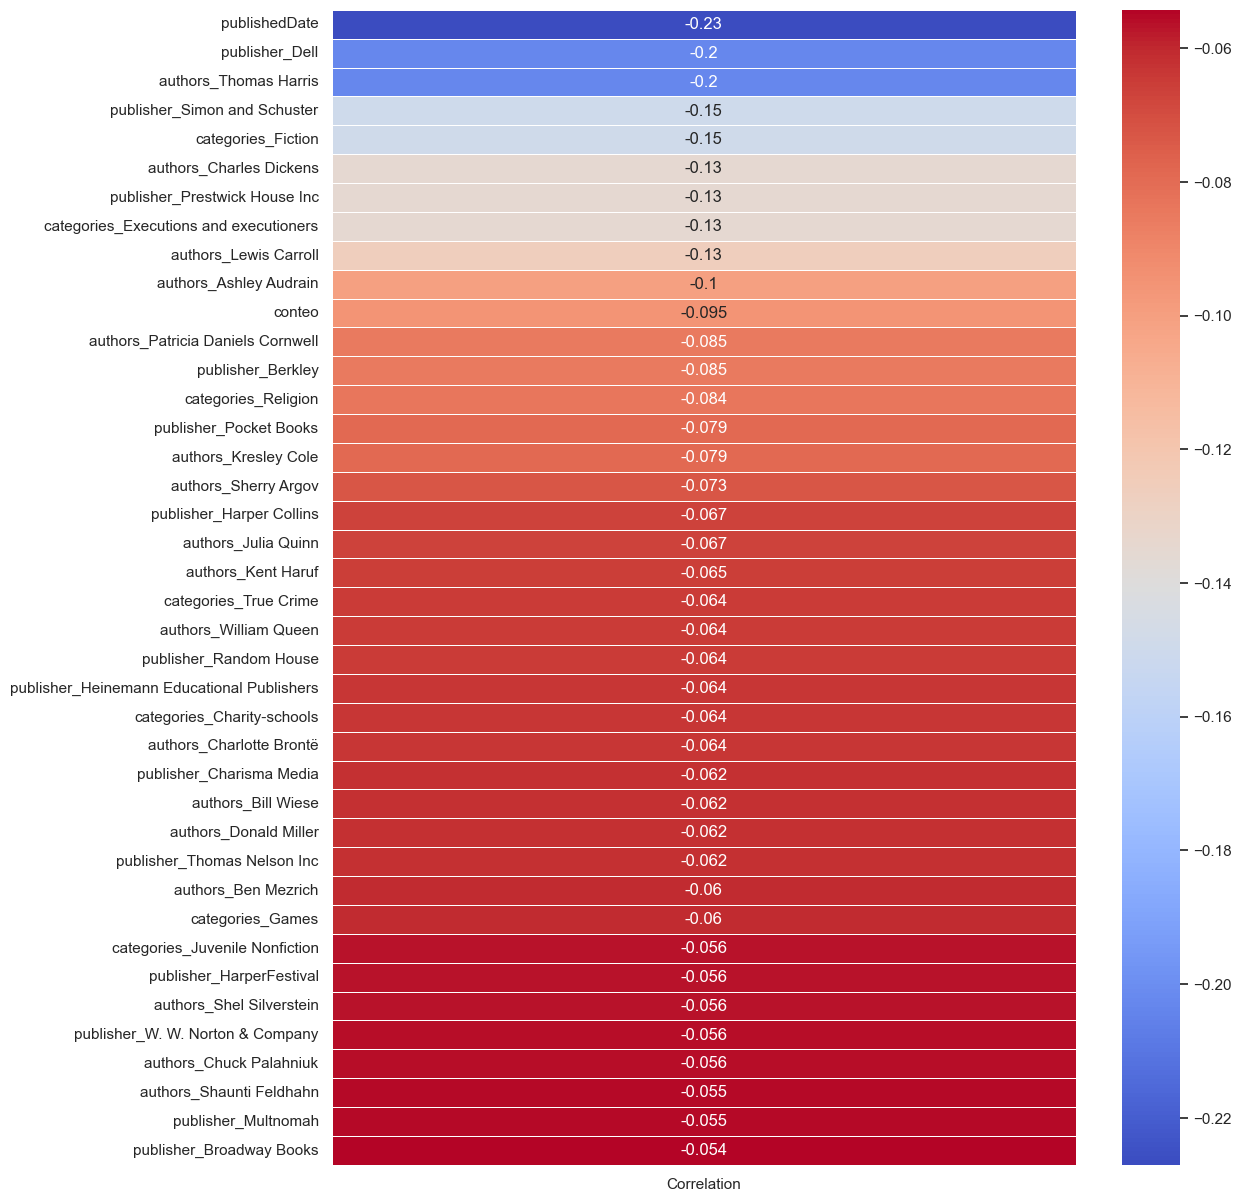 publishedDate -0.23
publisher_Dell -0.2
authors_Thomas Harris -0.2
publisher_Simon and Schuster -0.15
categories_Fiction -0.15
authors_Charles Dickens -0.13
publisher_Prestwick House Inc -0.13
categories_Executions and executioners -0.13
authors_Lewis Carroll -0.13
authors_Ashley Audrain -0.1
conteo -0.095
authors_Patricia Daniels Cornwell -0.085
publisher_Berkley -0.085
categories_Religion -0.084
publisher_Pocket Books -0.079
authors_Kresley Cole -0.079
authors_Sherry Argov -0.073
publisher_Harper Collins -0.067
authors_Julia Quinn -0.067
authors_Kent Haruf -0.065
categories_True Crime -0.064
authors_William Queen -0.064
publisher_Random House -0.064
publisher_Heinemann Educational Publishers -0.064
categories_Charity-schools -0.064
authors_Charlotte Brontë -0.064
publisher_Charisma Media -0.062
authors_Bill Wiese -0.062
authors_Donald Miller -0.062
publisher_Thomas Nelson Inc -0.062
authors_Ben Mezrich -0.06
categories_Games -0.06
categories_Juvenile Nonfiction -0.056
publisher_HarperFestival -0.056
authors_Shel Silverstein -0.056
publisher_W. W. Norton & Company -0.056
authors_Chuck Palahniuk -0.056
authors_Shaunti Feldhahn -0.055
publisher_Multnomah -0.055
publisher_Broadway Books -0.054
Correlation
−0.06
−0.08
−0.10
−0.12
−0.14
−0.16
−0.18
−0.20
−0.22